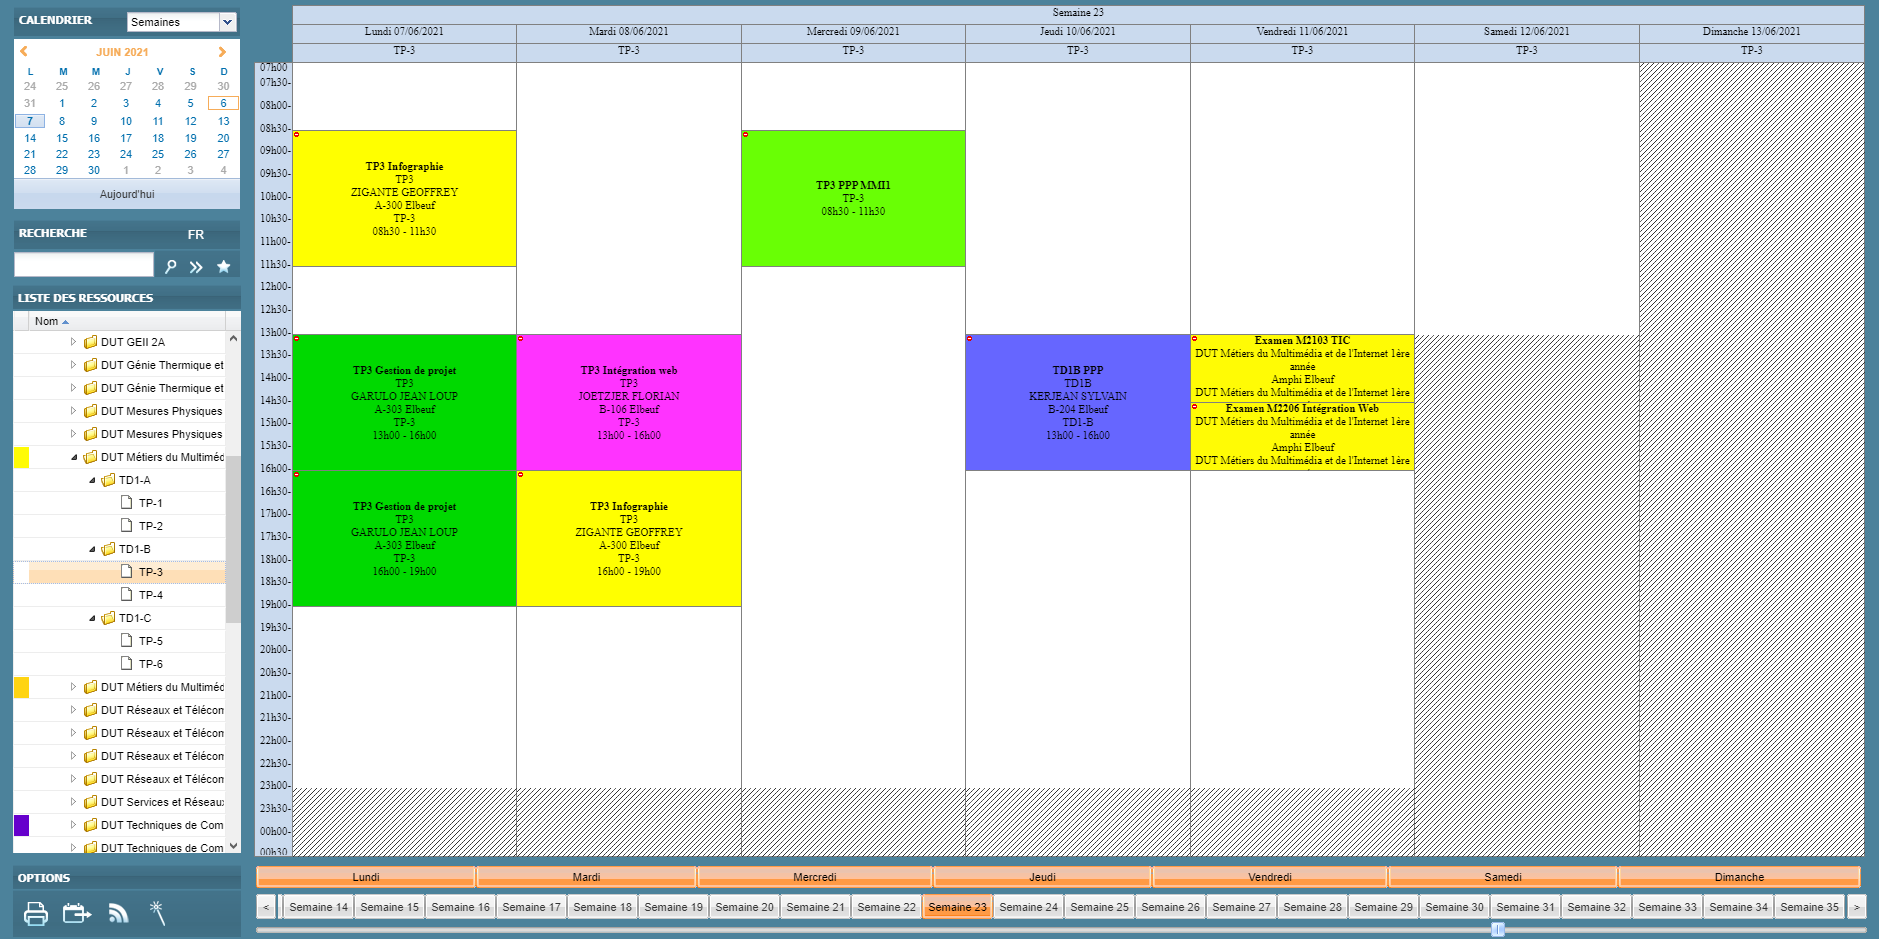 CALENDRIER
Semaines
JUIN 2021
L M M J V S D
24 25 26 27 28 29 30
31 1 2 3 4 5 6
7 8 9 10 11 12 13
14 15 16 17 18 19 20
21 22 23 24 25 26 27
28 29 30 1 2 3 4
Aujourd'hui
RECHERCHE FR
LISTE DES RESSOURCES
Nom
DUT GEII 2A
DUT Génie Thermique et
DUT Génie Thermique et
DUT Mesures Physiques
DUT Mesures Physiques
DUT Métiers du Multiméd
TD1-A
TP-1
TP-2
TD1-B
TP-3
TP-4
TD1-C
TP-5
TP-6
DUT Métiers du Multiméd
DUT Réseaux et Télécom
DUT Réseaux et Télécom
DUT Réseaux et Télécom
DUT Réseaux et Télécom
DUT Services et Réseaux
DUT Techniques de Com
DUT Techniques de Com
OPTIONS
Semaine 23
Lundi 07/06/2021 Mardi 08/06/2021 Mercredi 09/06/2021 Jeudi 10/06/2021 Vendredi 11/06/2021 Samedi 12/06/2021 Dimanche 13/06/2021
TP-3 TP-3 TP-3 TP-3 TP-3 TP-3 TP-3
07h00
07h30-
08h00-
08h30-
09h00-
09h30-
10h00-
10h30-
11h00-
11h30-
12h00-
12h30-
13h00-
13h30-
14h00-
14h30-
15h00-
15h30-
16h00-
16h30-
17h00-
17h30-
18h00-
18h30-
19h00-
19h30-
20h00-
20h30-
21h00-
21h30-
22h00-
22h30-
23h00-
23h30-
00h00-
00h30
TP3 Infographie
TP3
ZIGANTE GEOFFREY
A-300 Elbeuf
TP-3
08h30 - 11h30
TP3 Gestion de projet
TP3
GARULO JEAN LOUP
A-303 Elbeuf
TP-3
13h00 - 16h00
TP3 Gestion de projet
TP3
GARULO JEAN LOUP
A-303 Elbeuf
TP-3
16h00 - 19h00
TP3 Intégration web
TP3
JOETZJER FLORIAN
B-106 Elbeuf
TP-3
13h00 - 16h00
TP3 Infographie
TP3
ZIGANTE GEOFFREY
A-300 Elbeuf
TP-3
16h00 - 19h00
TP3 PPP MMI1
TP-3
08h30 - 11h30
TD1B PPP
TD1B
KERJEAN SYLVAIN
B-204 Elbeuf
TD1-B
13h00 - 16h00
Examen M2103 TIC
DUT Métiers du Multimédia et de l'Internet 1ère
année
Amphi Elbeuf
DUT Métiers du Multimédia et de l'Internet 1ère
Examen M2206 Intégration Web
DUT Métiers du Multimédia et de l'Internet 1ère
année
Amphi Elbeuf
DUT Métiers du Multimédia et de l'Internet 1ère
Lundi Mardi Mercredi Jeudi Vendredi Samedi Dimanche
< Semaine 14 Semaine 15 Semaine 16 Semaine 17 Semaine 18 Semaine 19 Semaine 20 Semaine 21 Semaine 22 Semaine 23 Semaine 24 Semaine 25 Semaine 26 Semaine 27 Semaine 28 Semaine 29 Semaine 30 Semaine 31 Semaine 32 Semaine 33 Semaine 34 Semaine 35 >